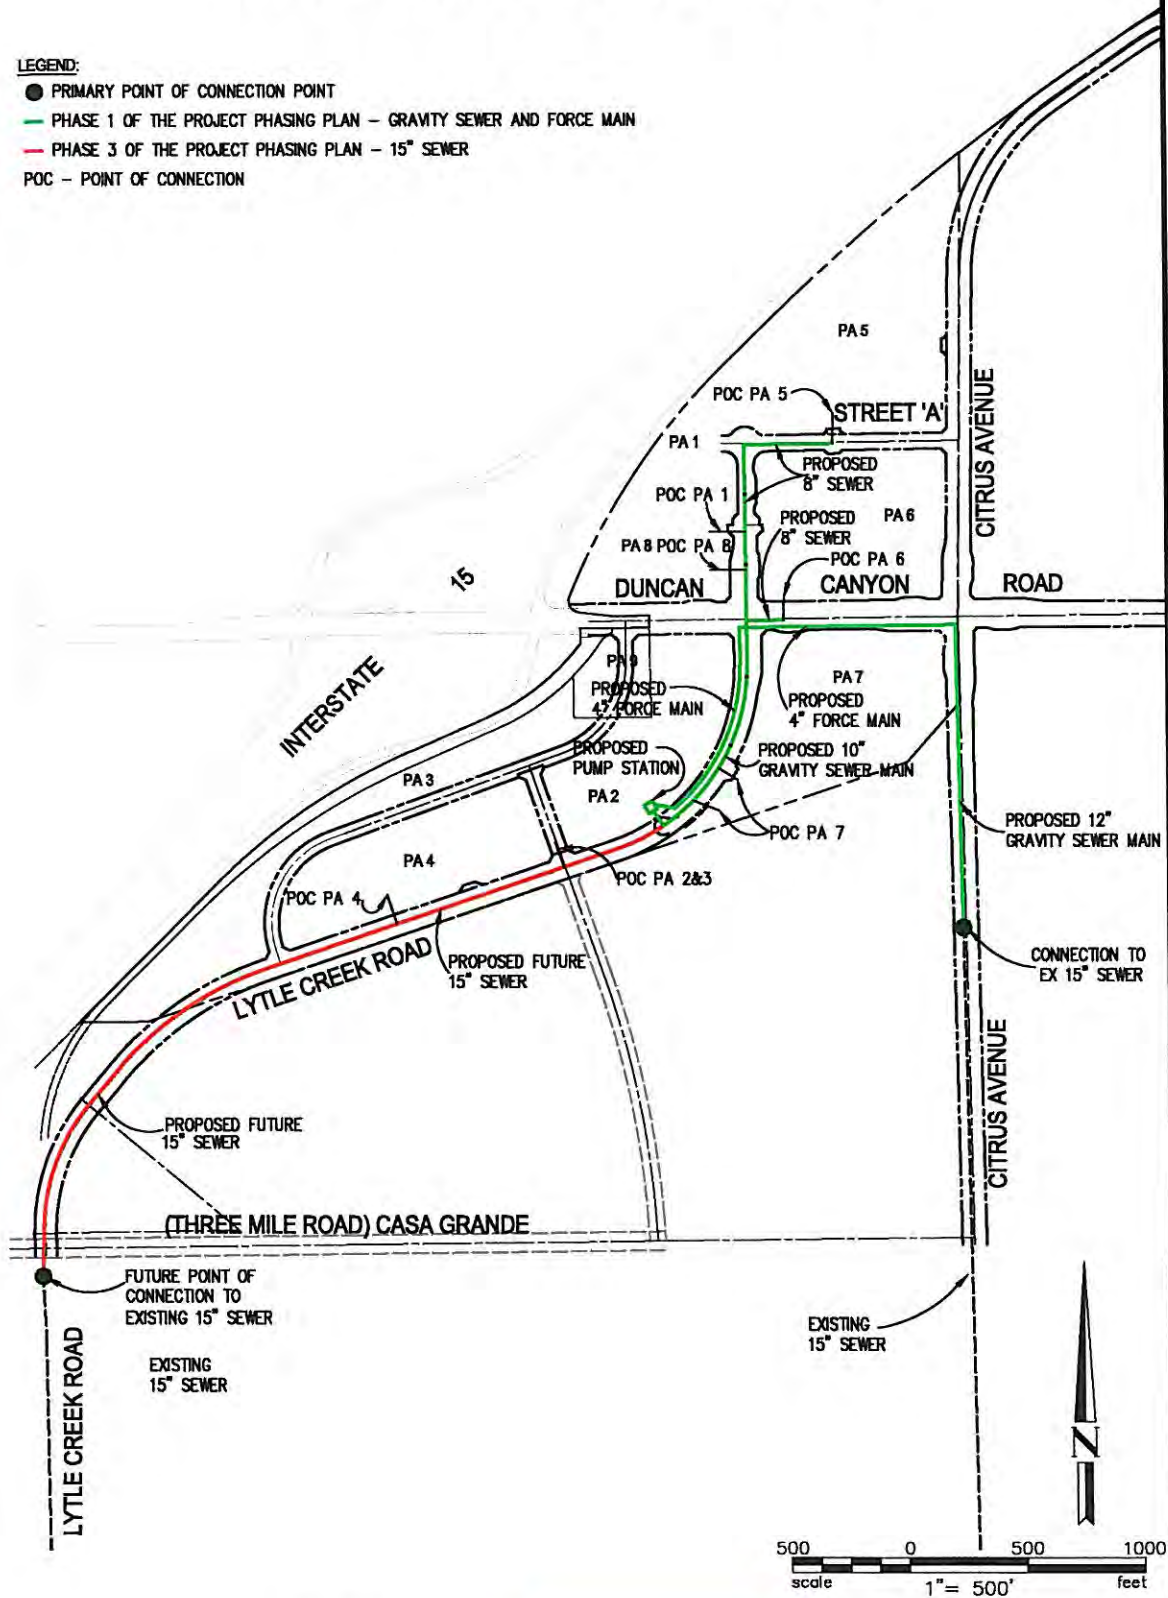 LEGEND:
PRIMARY POINT OF CONNECTION POINT
PHASE 1 OF THE PROJECT PHASING PLAN - GRAVITY SEWER AND FORCE MAIN
PHASE 3 OF THE PROJECT PHASING PLAN - 15" SEWER
POC - POINT OF CONNECTION
PA 5
POC PA 5
STREET 'A'
CITRUS AVENUE
PA 1
PROPOSED
8" SEWER
POC PA 1
PROPOSED
8" SEWER
PA 6
PA 8 POC PA 8
POC PA 6
15
DUNCAN
CANYON
ROAD
INTERSTATE
PA 9
PROPOSED
4" FORCE MAIN
PA 7
PROPOSED
4" FORCE MAIN
PROPOSED
PUMP STATION
PROPOSED 10"
GRAVITY SEWER MAIN
PA 3
PA 2
PROPOSED 12"
GRAVITY SEWER MAIN
POC PA 7
PA 4
POC PA 2&3
POC PA 4
LYTLE CREEK ROAD
PROPOSED FUTURE
15" SEWER
CONNECTION TO
EX 15" SEWER
CITRUS AVENUE
PROPOSED FUTURE
15" SEWER
(THREE MILE ROAD) CASA GRANDE
FUTURE POINT OF
CONNECTION TO
EXISTING 15" SEWER
EXISTING
15" SEWER
EXISTING
15" SEWER
LYTLE CREEK ROAD
N
500 0 500 1000
scale 1"= 500' feet